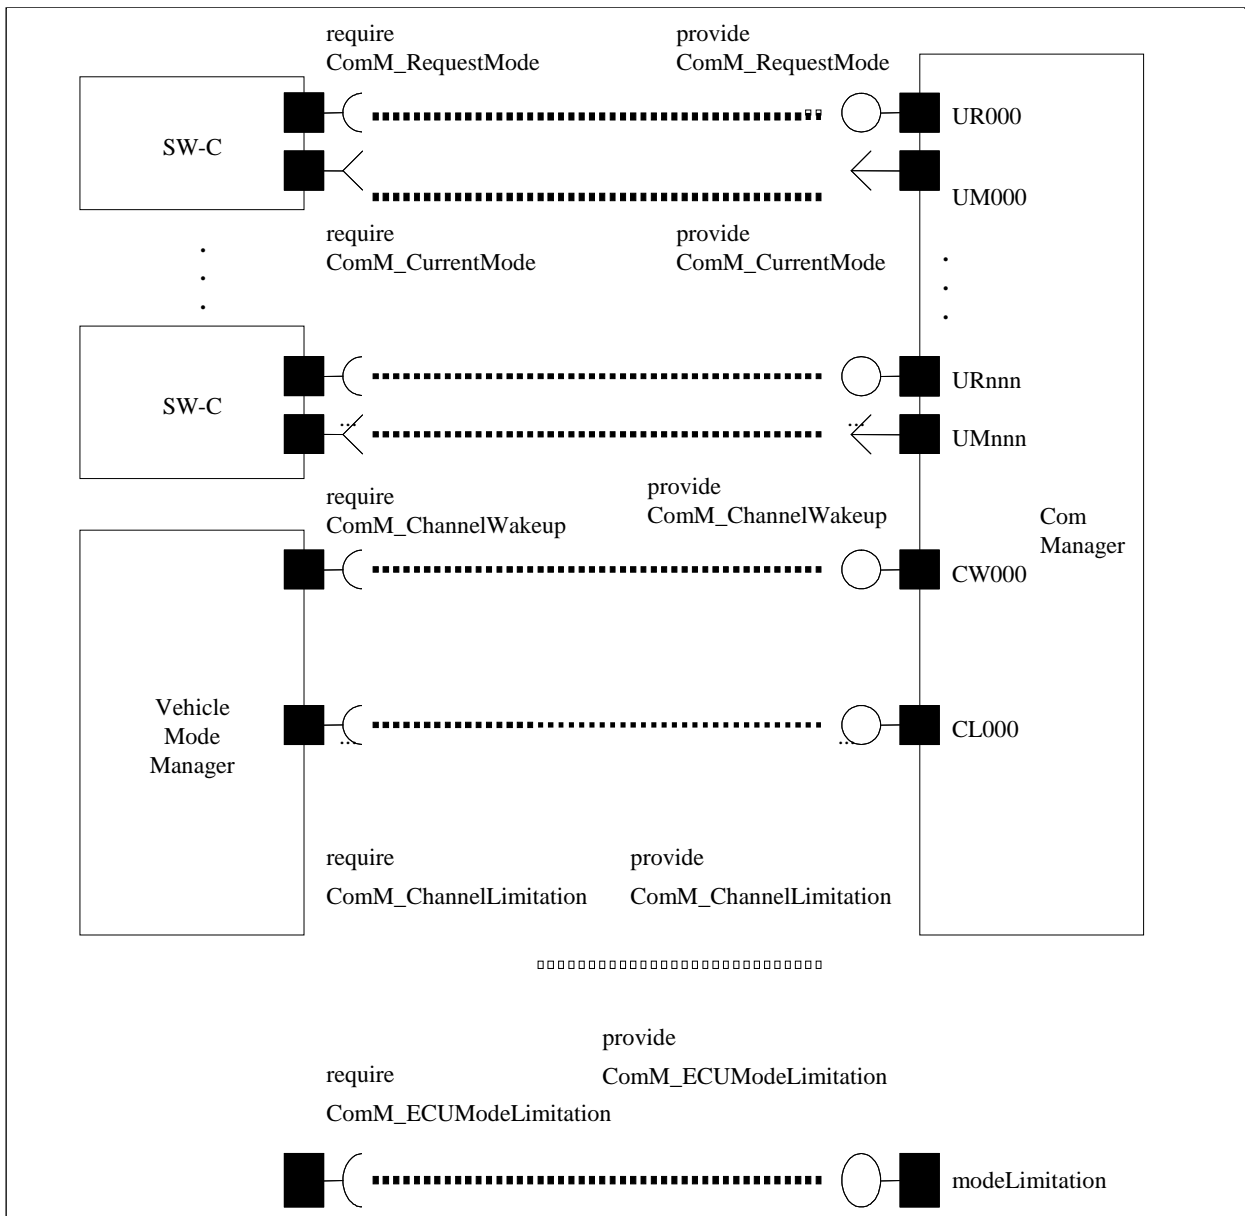 require
ComM_RequestMode
provide
ComM_RequestMode
SW-C
UR000
UM000
require
ComM_CurrentMode
provide
ComM_CurrentMode
.
.
.
.
.
.
SW-C
URnnn
...
...
UMnnn
require
ComM_ChannelWakeup
provide
ComM_ChannelWakeup
Com
Manager
CW000
Vehicle
Mode
Manager
CL000
...
...
require
ComM_ChannelLimitation
provide
ComM_ChannelLimitation
provide
ComM_ECUModeLimitation
require
ComM_ECUModeLimitation
modeLimitation